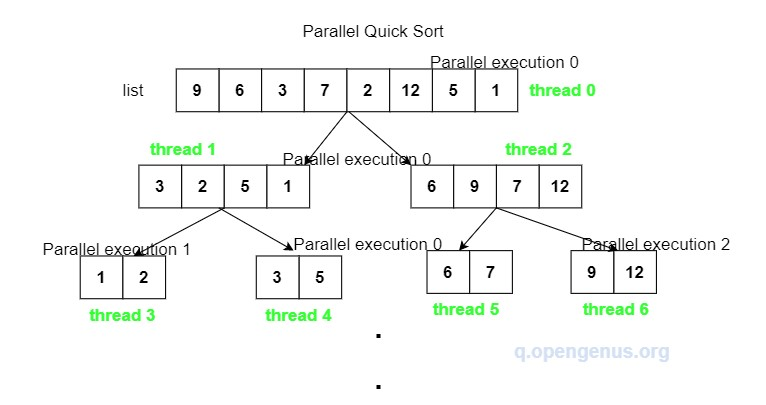 Parallel Quick Sort
Parallel execution 0
list 9 6 3 7 2 12 5 1 thread 0
thread 1 thread 2
Parallel execution 0
3 2 5 1 6 9 7 12
Parallel execution 1 Parallel execution 0 Parallel execution 2
1 2 3 5 6 7 9 12
thread 3 thread 4 thread 5 thread 6
q.opengenus.org